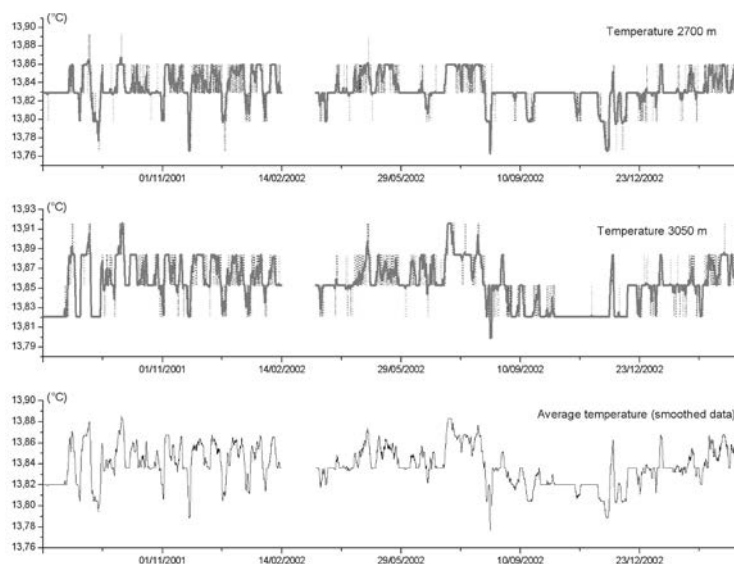 (°C)
13,90
13,88
13,86
13,84
13,82
13,80
13,78
13,76
Temperature 2700 m
01/11/2001 14/02/2002 29/05/2002 10/09/2002 23/12/2002
(°C)
13,93
13,91
13,89
13,87
13,85
13,83
13,81
13,79
Temperature 3050 m
01/11/2001 14/02/2002 29/05/2002 10/09/2002 23/12/2002
(°C)
13,90
13,88
13,86
13,84
13,82
13,80
13,78
13,76
Average temperature (smoothed data)
01/11/2001 14/02/2002 29/05/2002 10/09/2002 23/12/2002